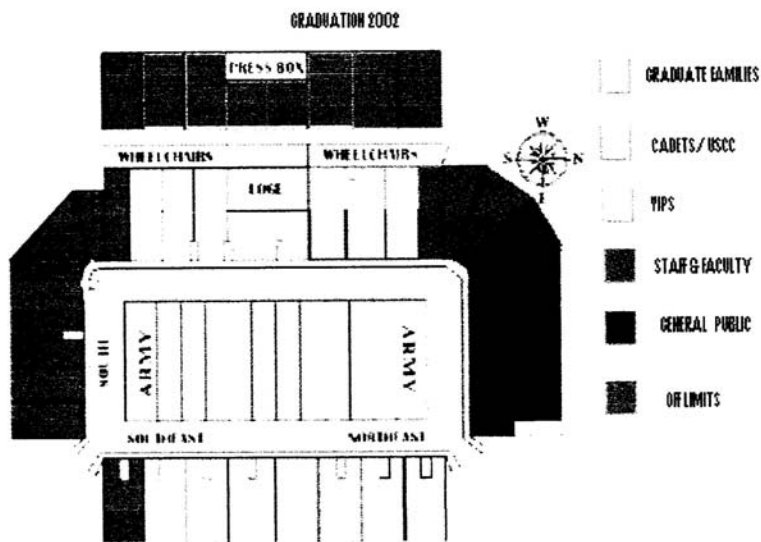 GRADUATION 2002
PRESS BOX
GRADUATE FAMILIES
WHEELCHAIRS
WHEELCHAIRS
W
S
N
E
CADETS/USCC
LOGE
VIPS
STAFF & FACULTY
SOUTH
ARMY
ARMY
GENERAL PUBLIC
OFF LIMITS
SOUTHEAST
NORTHEAST